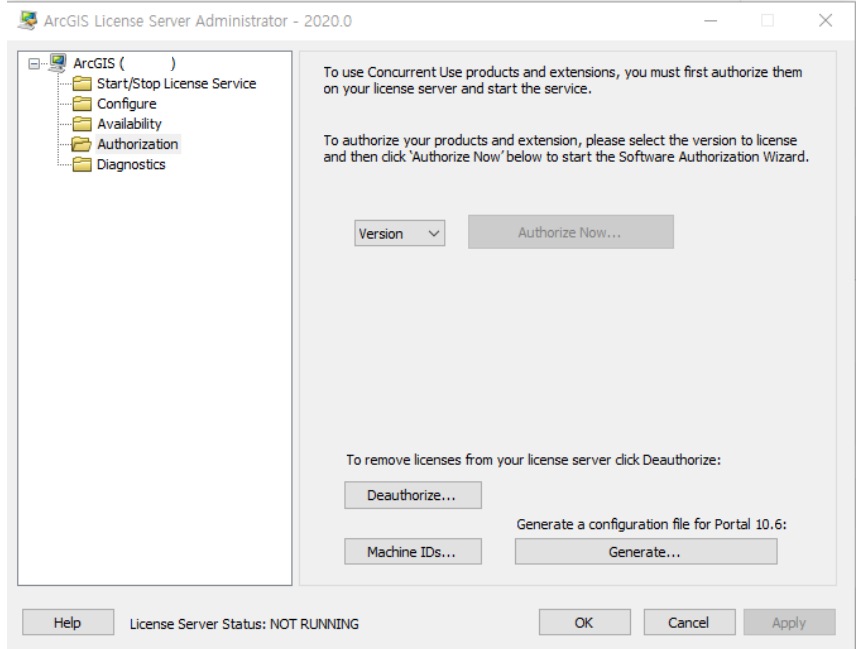 ArcGIS License Server Administrator - 2020.0
ArcGIS ( )
Start/Stop License Service
Configure
Availability
Authorization
Diagnostics
To use Concurrent Use products and extensions, you must first authorize them
on your license server and start the service.
To authorize your products and extension, please select the version to license
and then click `Authorize Now' below to start the Software Authorization Wizard.
Version
Authorize Now...
To remove licenses from your license server click Deauthorize:
Deauthorize...
Generate a configuration file for Portal 10.6:
Machine IDs...
Generate...
Help
License Server Status: NOT RUNNING
OK
Cancel
Apply